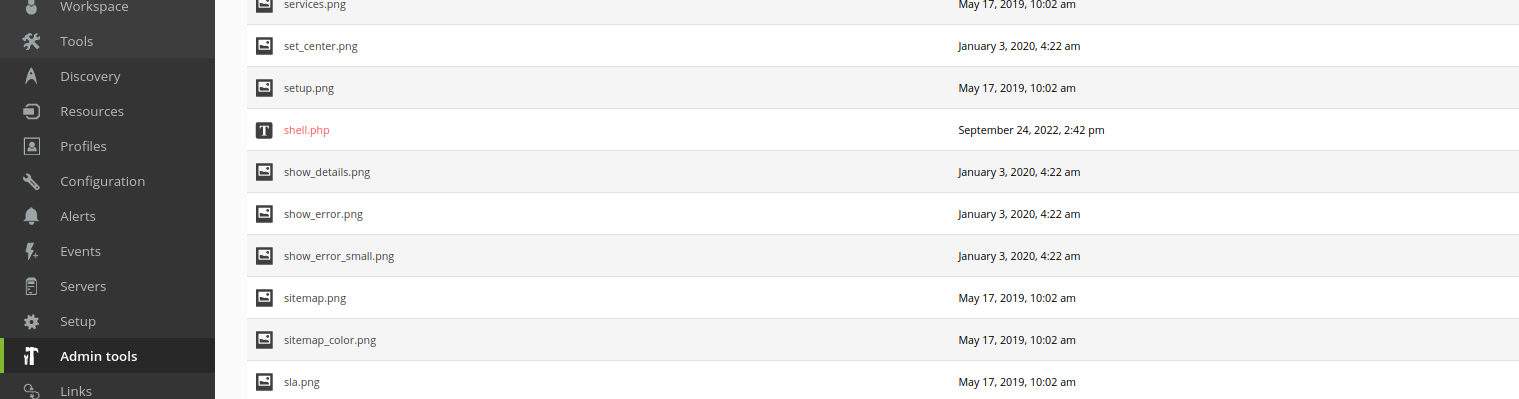 Workspace
Tools
Discovery
Resources
Profiles
Configuration
Alerts
Events
Servers
Setup
Admin tools
Links
services.png May 17, 2019, 10:02 am
set_center.png January 3, 2020, 4:22 am
setup.png May 17, 2019, 10:02 am
T shell.php September 24, 2022, 2:42 pm
show_details.png January 3, 2020, 4:22 am
show_error.png January 3, 2020, 4:22 am
show_error_small.png January 3, 2020, 4:22 am
sitemap.png May 17, 2019, 10:02 am
sitemap_color.png May 17, 2019, 10:02 am
sla.png May 17, 2019, 10:02 am